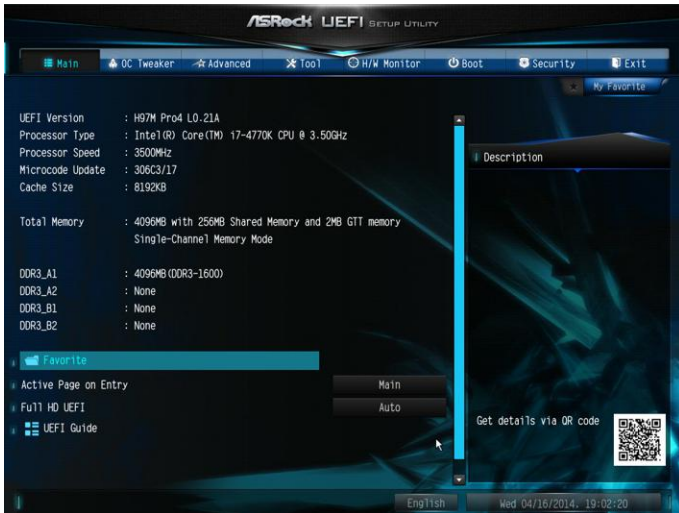 ASRock UEFI SETUP UTILITY
Main OC Tweaker Advanced Tool H/W Monitor Boot Security Exit
My Favorite
UEFI Version : H97M Pro4 L0.21A
Processor Type : Intel(R) Core(TM) i7-4770K CPU @ 3.50GHz
Processor Speed : 3500MHz
Microcode Update : 306C3/17
Cache Size : 8192KB
Total Memory : 4096MB with 256MB Shared Memory and 2MB GTT memory
Single-Channel Memory Mode
DDR3_A1 : 4096MB(DDR3-1600)
DDR3_A2 : None
DDR3_B1 : None
DDR3_B2 : None
Favorite
Active Page on Entry Main
Full HD UEFI Auto
UEFI Guide
Description
Get details via QR code
English Wed 04/16/2014. 19:02:20